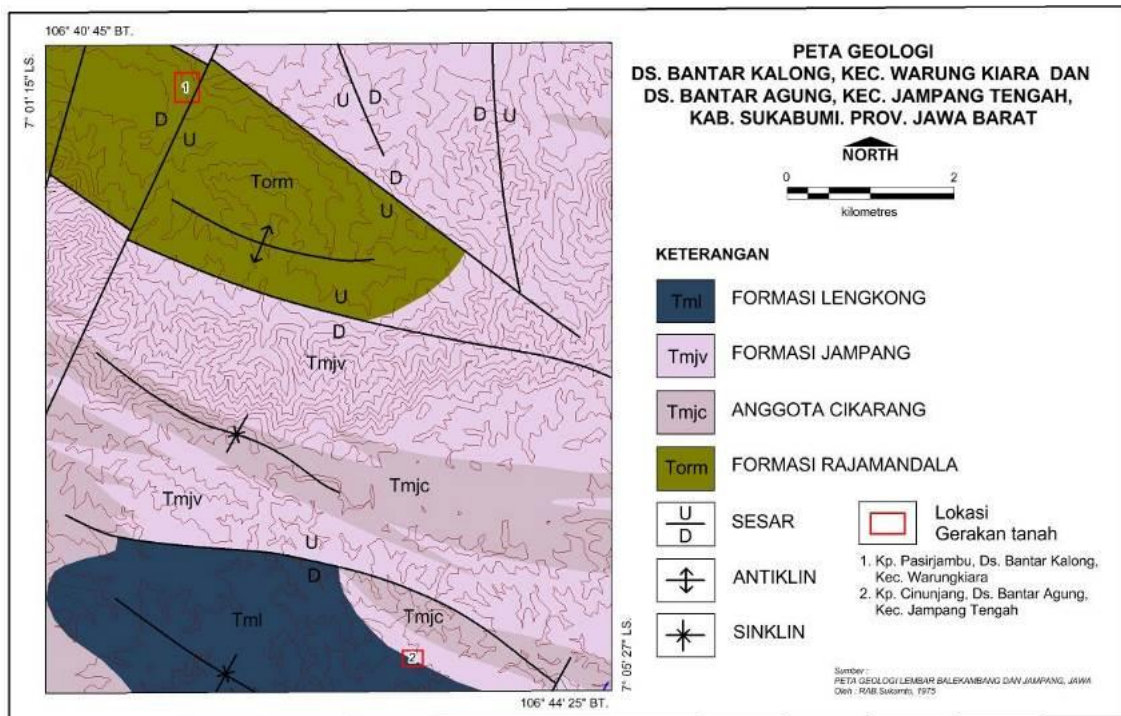 106° 40' 45" BT.
7° 01' 15" LS.
1
U
D
D
U
D
U
Torm
D
U
U
D
Tmjv
Tmjc
Tmjv
U
D
Tml
Tmjc
2
7° 05' 27" LS.
106° 44' 25" BT.
PETA GEOLOGI
DS. BANTAR KALONG, KEC. WARUNG KIARA DAN
DS. BANTAR AGUNG, KEC. JAMPANG TENGAH,
KAB. SUKABUMI. PROV. JAWA BARAT
NORTH
0 2
kilometres
KETERANGAN
Tml FORMASI LENGKONG
Tmjv FORMASI JAMPANG
Tmjc ANGGOTA CIKARANG
Torm FORMASI RAJAMANDALA
U
D
SESAR
ANTIKLIN
SINKLIN
Lokasi
Gerakan tanah
1. Kp. Pasirjambu, Ds. Bantar Kalong,
Kec. Warungkiara
2. Kp. Cinunjang, Ds. Bantar Agung,
Kec. Jampang Tengah
Sumber :
PETA GEOLOGI LEMBAR BALEKAMBANG DAN JAMPANG, JAWA
Oleh : RAB.Sukamto, 1975